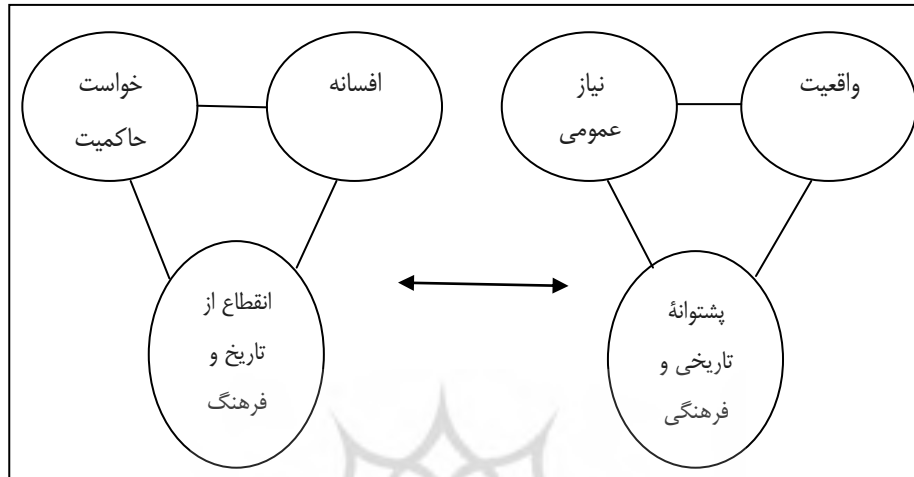 واقعیت
نیاز
عمومی
پشتوانهٔ
تاریخی و
فرهنگی
افسانه
خواست
حاکمیت
انقطاع از
تاریخ و
فرهنگ